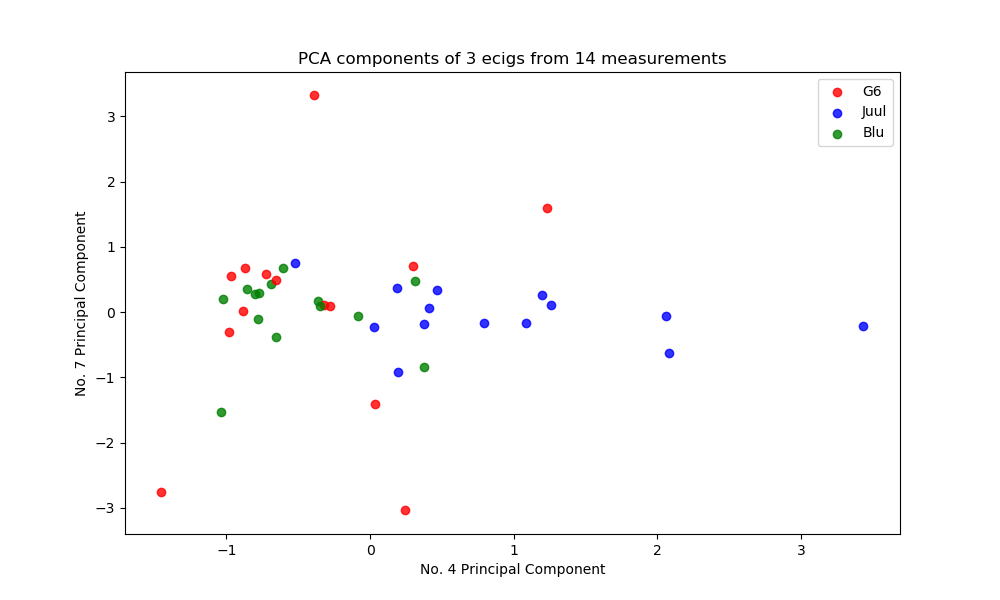 PCA components of 3 ecigs from 14 measurements
G6
Juul
Blu
3
2
1
0
−1
−2
−3
No. 7 Principal Component
−1
0
1
2
3
No. 4 Principal Component